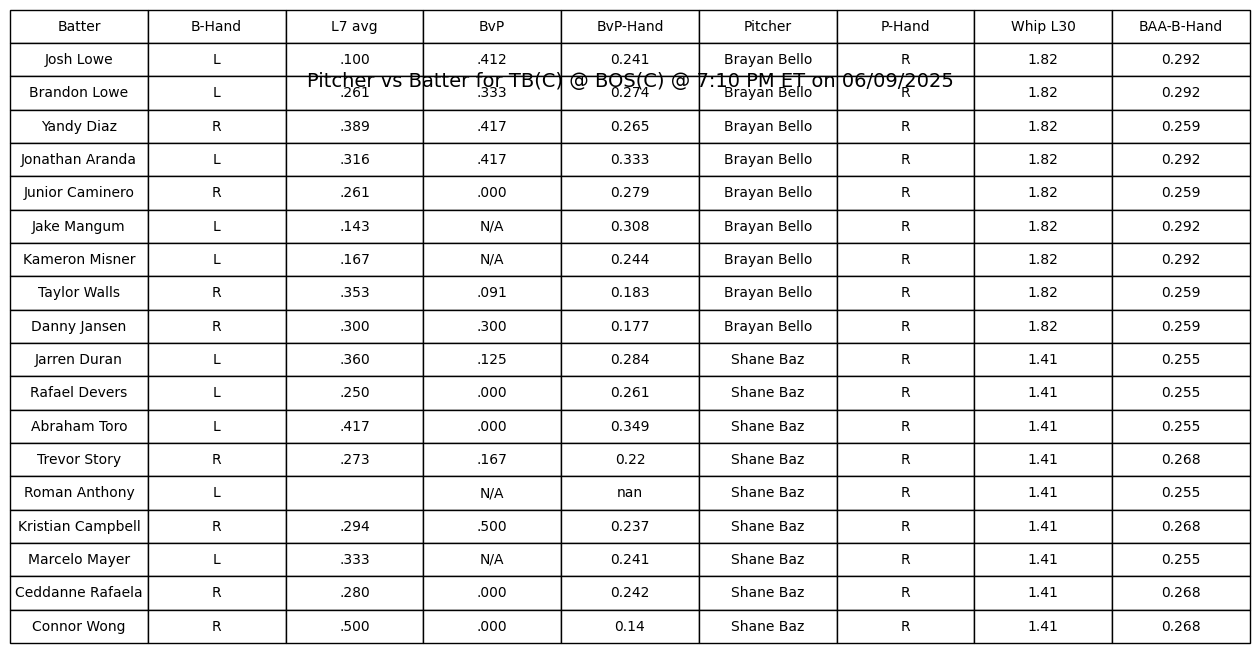 Batter B-Hand L7 avg BvP BvP-Hand Pitcher P-Hand Whip L30 BAA-B-Hand
Josh Lowe L .100 .412 0.241 Brayan Bello R 1.82 0.292
Pitcher vs Batter for TB(C) @ BOS(C) @ 7:10 PM ET on 06/09/2025
Brandon Lowe L .261 .333 0.274 Brayan Bello R 1.82 0.292
Yandy Diaz R .389 .417 0.265 Brayan Bello R 1.82 0.259
Jonathan Aranda L .316 .417 0.333 Brayan Bello R 1.82 0.292
Junior Caminero R .261 .000 0.279 Brayan Bello R 1.82 0.259
Jake Mangum L .143 N/A 0.308 Brayan Bello R 1.82 0.292
Kameron Misner L .167 N/A 0.244 Brayan Bello R 1.82 0.292
Taylor Walls R .353 .091 0.183 Brayan Bello R 1.82 0.259
Danny Jansen R .300 .300 0.177 Brayan Bello R 1.82 0.259
Jarren Duran L .360 .125 0.284 Shane Baz R 1.41 0.255
Rafael Devers L .250 .000 0.261 Shane Baz R 1.41 0.255
Abraham Toro L .417 .000 0.349 Shane Baz R 1.41 0.255
Trevor Story R .273 .167 0.22 Shane Baz R 1.41 0.268
Roman Anthony L N/A nan Shane Baz R 1.41 0.255
Kristian Campbell R .294 .500 0.237 Shane Baz R 1.41 0.268
Marcelo Mayer L .333 N/A 0.241 Shane Baz R 1.41 0.255
Ceddanne Rafaela R .280 .000 0.242 Shane Baz R 1.41 0.268
Connor Wong R .500 .000 0.14 Shane Baz R 1.41 0.268